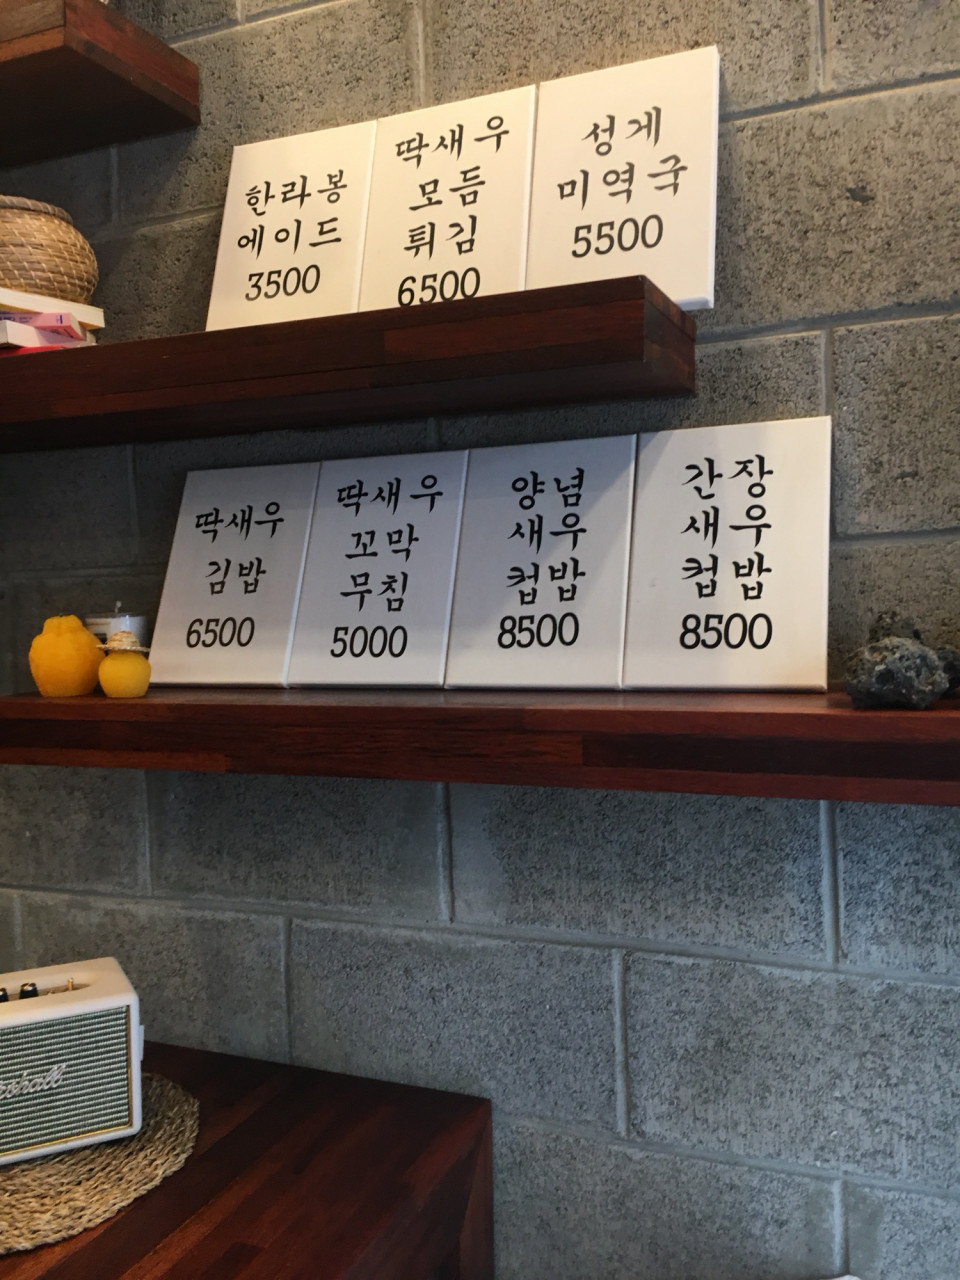 한라봉
에이드
3500
딱새우
모듬
튀김
6500
성게
미역국
5500
딱새우
김밥
6500
딱새우
꼬막
무침
5000
양념
새우
컵밥
8500
간장
새우
컵밥
8500